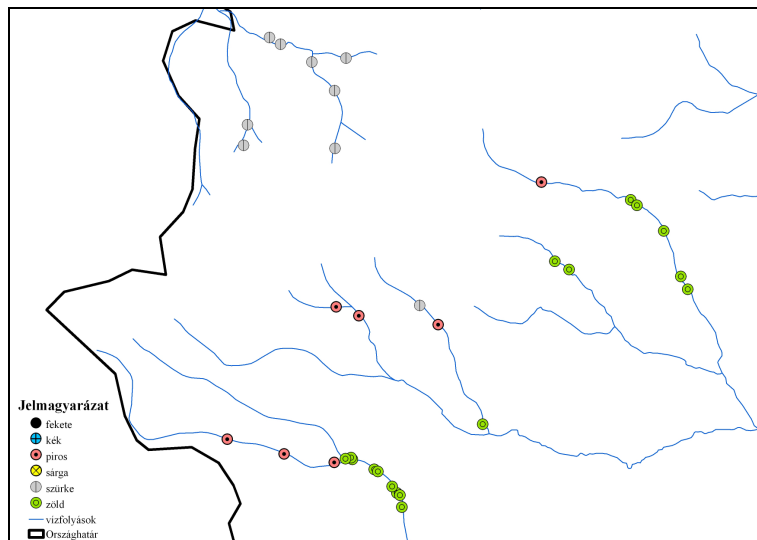 Jelmagyarázat
fekete
kék
piros
sárga
szürke
zöld
vízfolyások
Országhatár